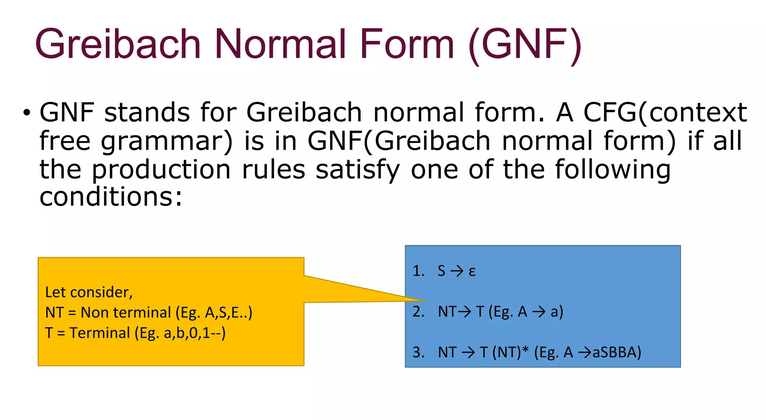 Greibach Normal Form (GNF)
• GNF stands for Greibach normal form. A CFG(context
free grammar) is in GNF(Greibach normal form) if all
the production rules satisfy one of the following
conditions:
Let consider,
NT = Non terminal (Eg. A,S,E..)
T = Terminal (Eg. a,b,0,1--)
1. S → ε
2. NT→ T (Eg. A → a)
3. NT → T (NT)* (Eg. A →aSBBA)